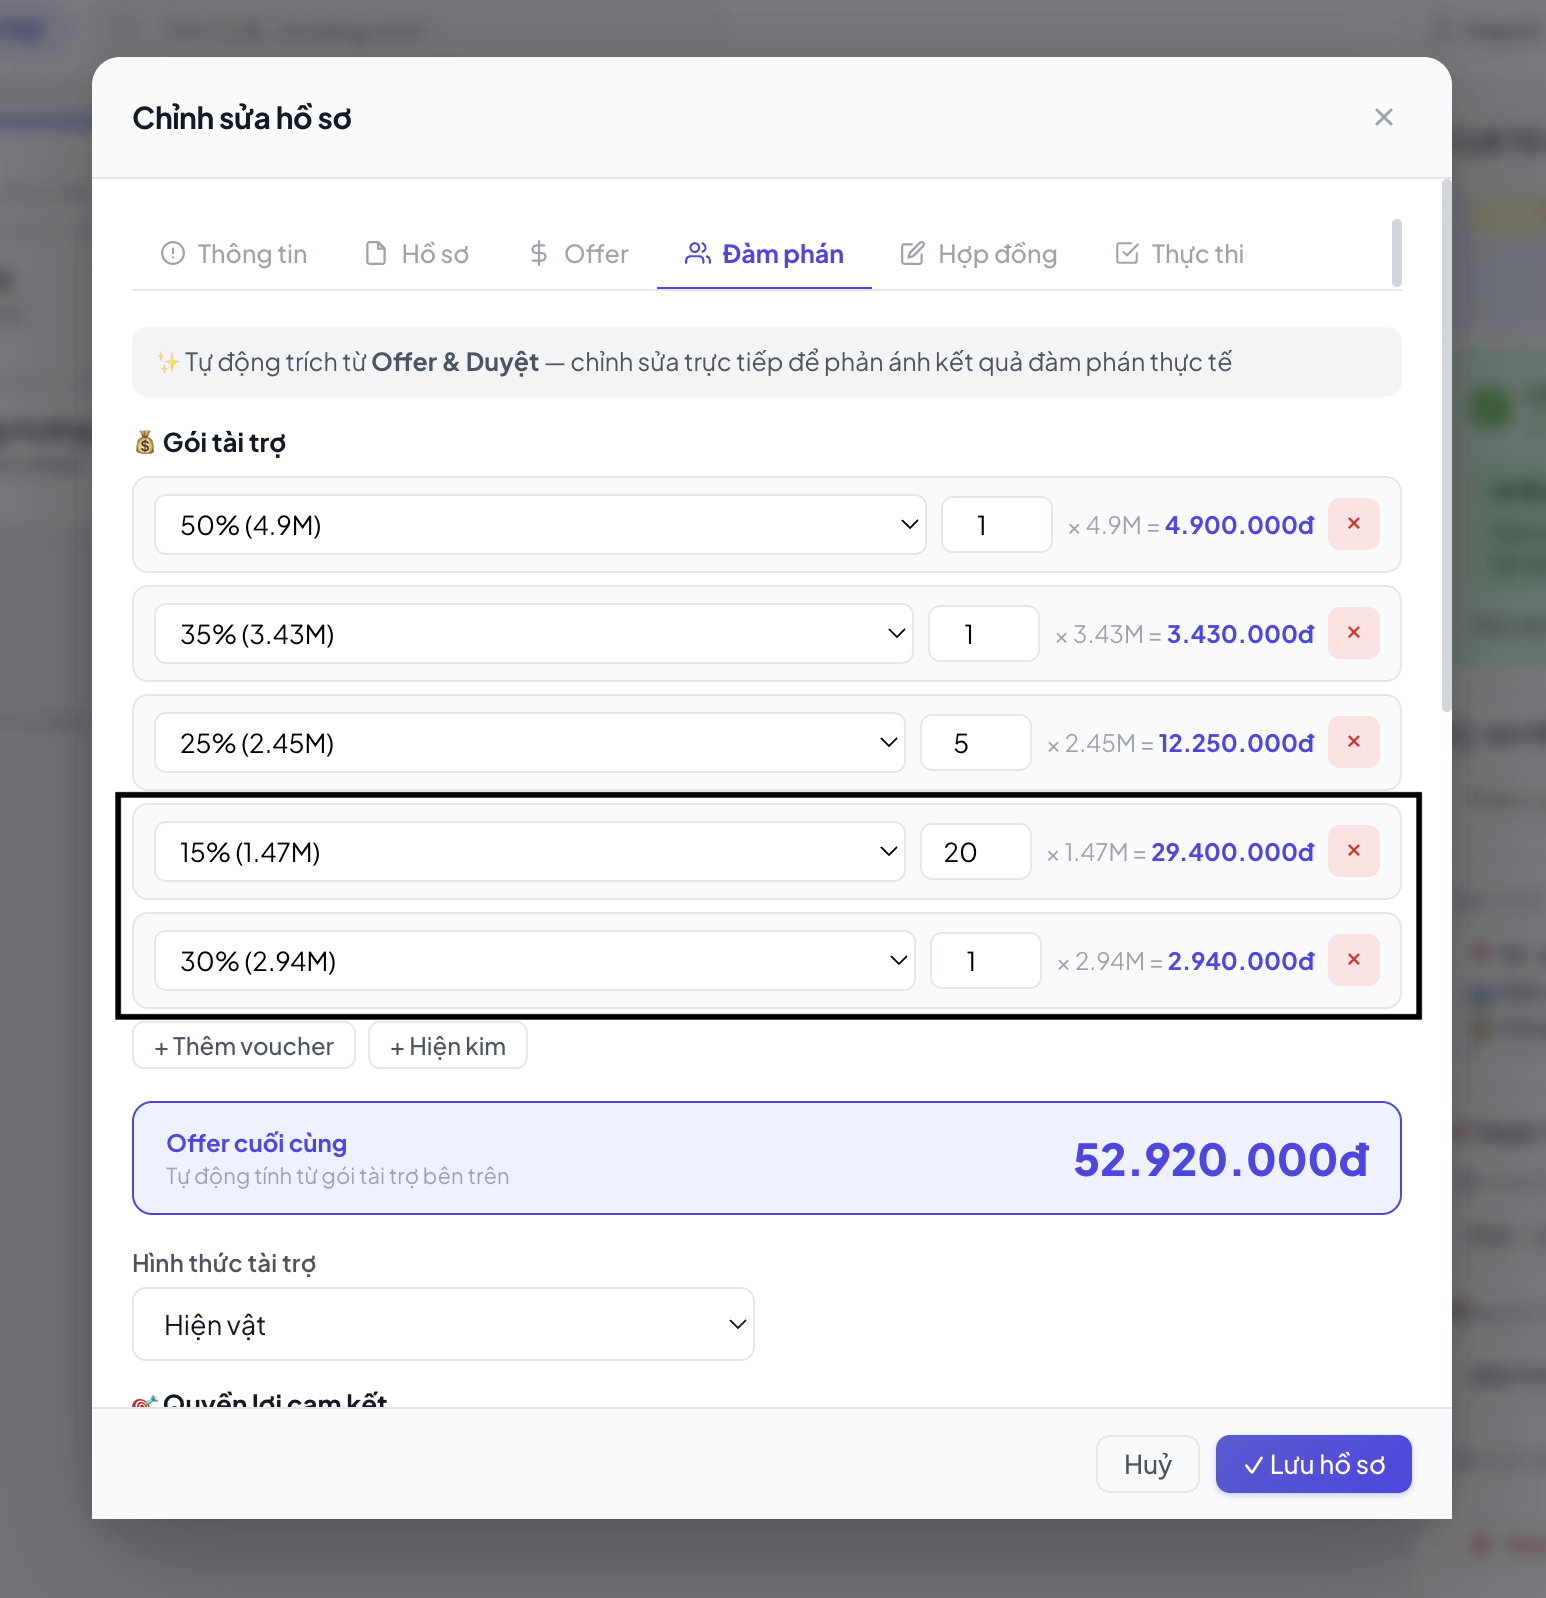 Chỉnh sửa hồ sơ
Thông tin Hồ sơ Offer Đàm phán Hợp đồng Thực thi
✨ Tự động trích từ Offer & Duyệt — chỉnh sửa trực tiếp để phản ánh kết quả đàm phán thực tế
💰 Gói tài trợ
50% (4.9M) 1 × 4.9M = 4.900.000đ ×
35% (3.43M) 1 × 3.43M = 3.430.000đ ×
25% (2.45M) 5 × 2.45M = 12.250.000đ ×
15% (1.47M) 20 × 1.47M = 29.400.000đ ×
30% (2.94M) 1 × 2.94M = 2.940.000đ ×
+ Thêm voucher + Hiện kim
Offer cuối cùng
Tự động tính từ gói tài trợ bên trên
52.920.000đ
Hình thức tài trợ
Hiện vật
🎯 Quyền lợi cam kết
Huỷ ✓ Lưu hồ sơ